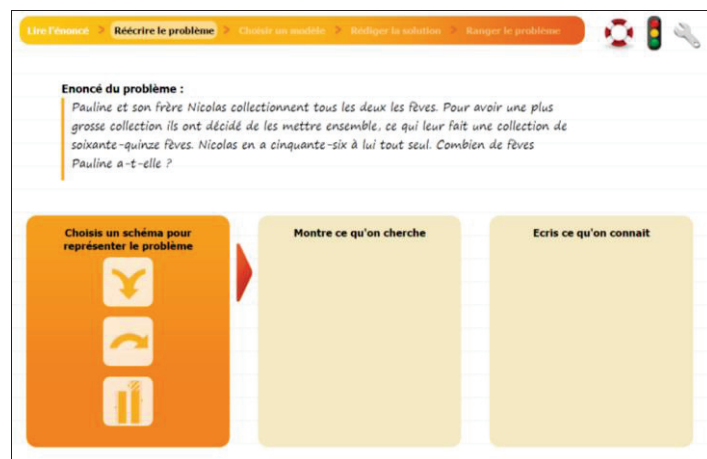 Lire l'énoncé > Réécrire le problème > Choisir un modèle > Rédiger la solution > Ranger le problème
Enoncé du problème :
Pauline et son frère Nicolas collectionnent tous les deux les fèves. Pour avoir une plus
grosse collection ils ont décidé de les mettre ensemble, ce qui leur fait une collection de
soixante-quinze fèves. Nicolas en a cinquante-six à lui tout seul. Combien de fèves
Pauline a-t-elle ?
Choisis un schéma pour
représenter le problème
Montre ce qu'on cherche
Ecris ce qu'on connait